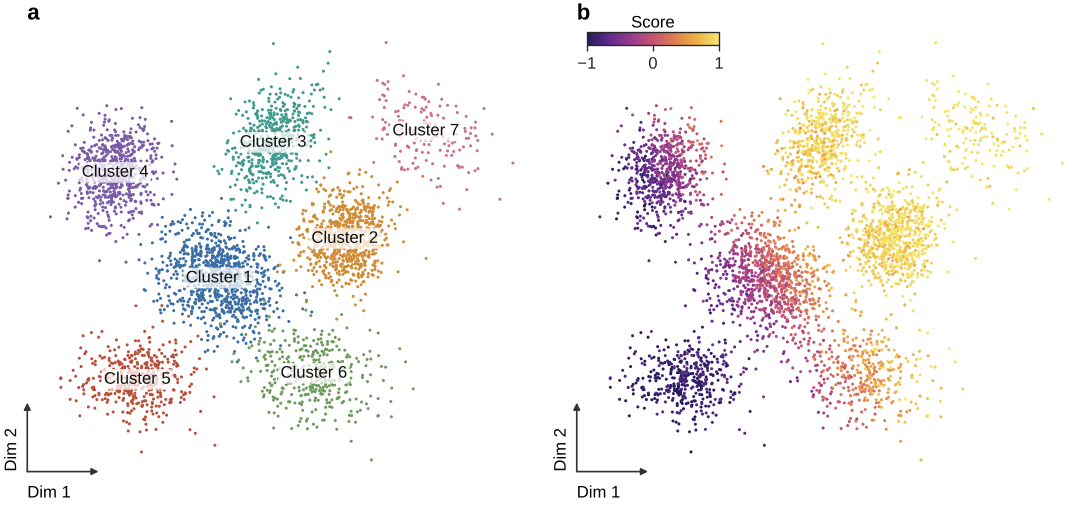 a
Cluster 7
Cluster 3
Cluster 4
Cluster 2
Cluster 1
Cluster 6
Cluster 5
Dim 2
Dim 1
b
Score
−1 0 1
Dim 2
Dim 1